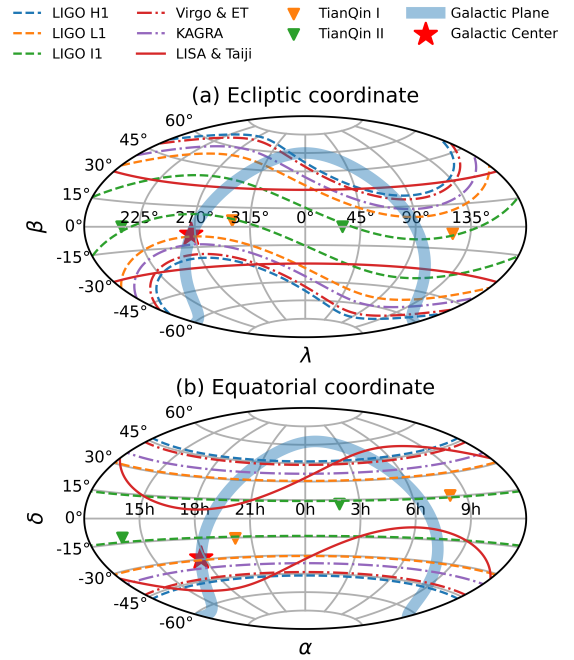 LIGO H1 Virgo & ET TianQin I Galactic Plane
LIGO L1 KAGRA TianQin II Galactic Center
LIGO I1 LISA & Taiji
(a) Ecliptic coordinate
60°
45°
30°
15°
225° 270° 315° 0° 45° 90° 135°
0°
-15°
-30°
-45°
-60°
β
λ
(b) Equatorial coordinate
60°
45°
30°
15°
15h 18h 21h 0h 3h 6h 9h
0°
-15°
-30°
-45°
-60°
δ
α